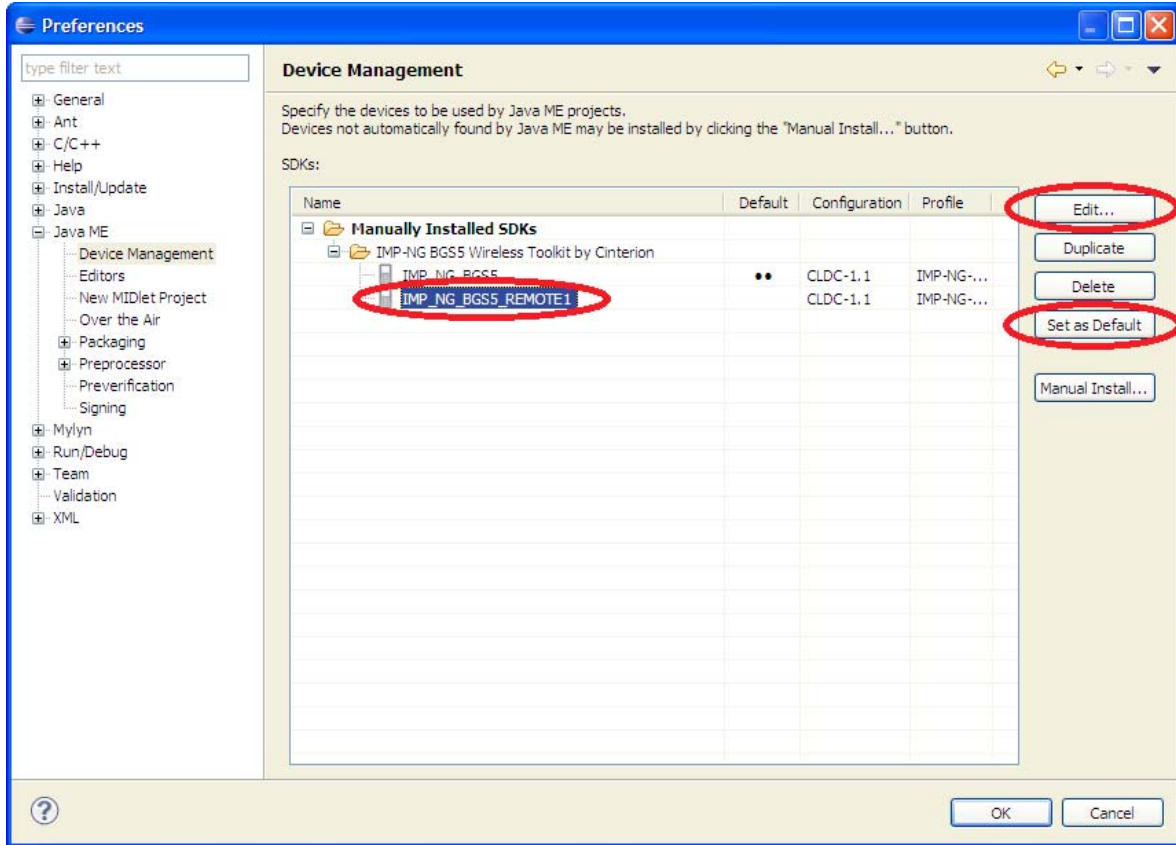 Preferences
type filter text
General
Ant
C/C++
Help
Install/Update
Java
Java ME
Device Management
Editors
New MIDlet Project
Over the Air
Packaging
Preprocessor
Preverification
Signing
Mylyn
Run/Debug
Team
Validation
XML
Device Management
Specify the devices to be used by Java ME projects.
Devices not automatically found by Java ME may be installed by clicking the "Manual Install..." button.
SDKs:
Name Default Configuration Profile
Manually Installed SDKs
IMP-NG BGS5 Wireless Toolkit by Cinterion
IMP_NG_BGS5 CLDC-1.1 IMP-NG-...
IMP_NG_BGS5_REMOTE1 CLDC-1.1 IMP-NG-...
Edit...
Duplicate
Delete
Set as Default
Manual Install...
?
OK Cancel